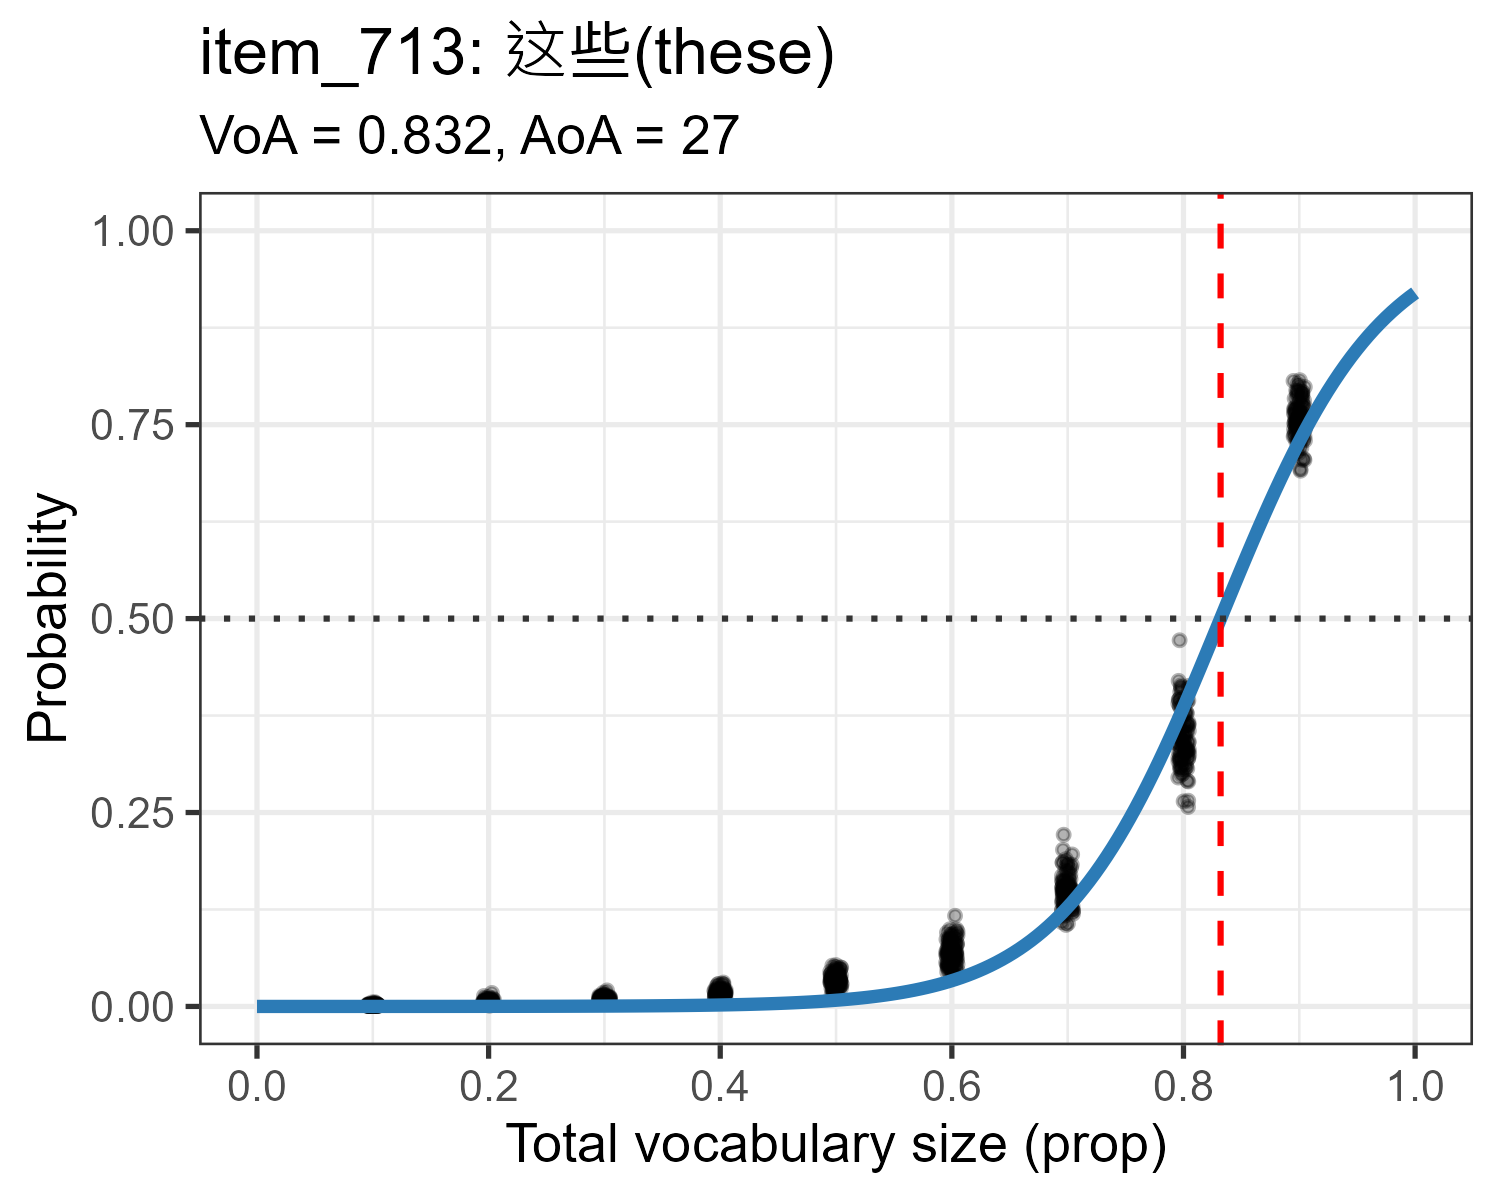 item_713: 这些(these)
VoA = 0.832, AoA = 27
1.00
0.75
0.50
0.25
0.00
Probability
0.0 0.2 0.4 0.6 0.8 1.0
Total vocabulary size (prop)